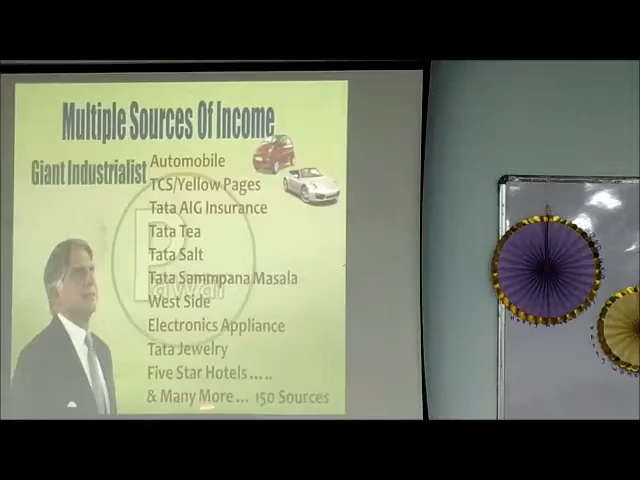 Multiple Sources Of Income
Giant Industrialist
Automobile
TCS/Yellow Pages
Tata AIG Insurance
Tata Tea
Tata Salt
Tata Sammpana Masala
West Side
Electronics Appliance
Tata Jewelry
Five Star Hotels .....
& Many More... 150 Sources